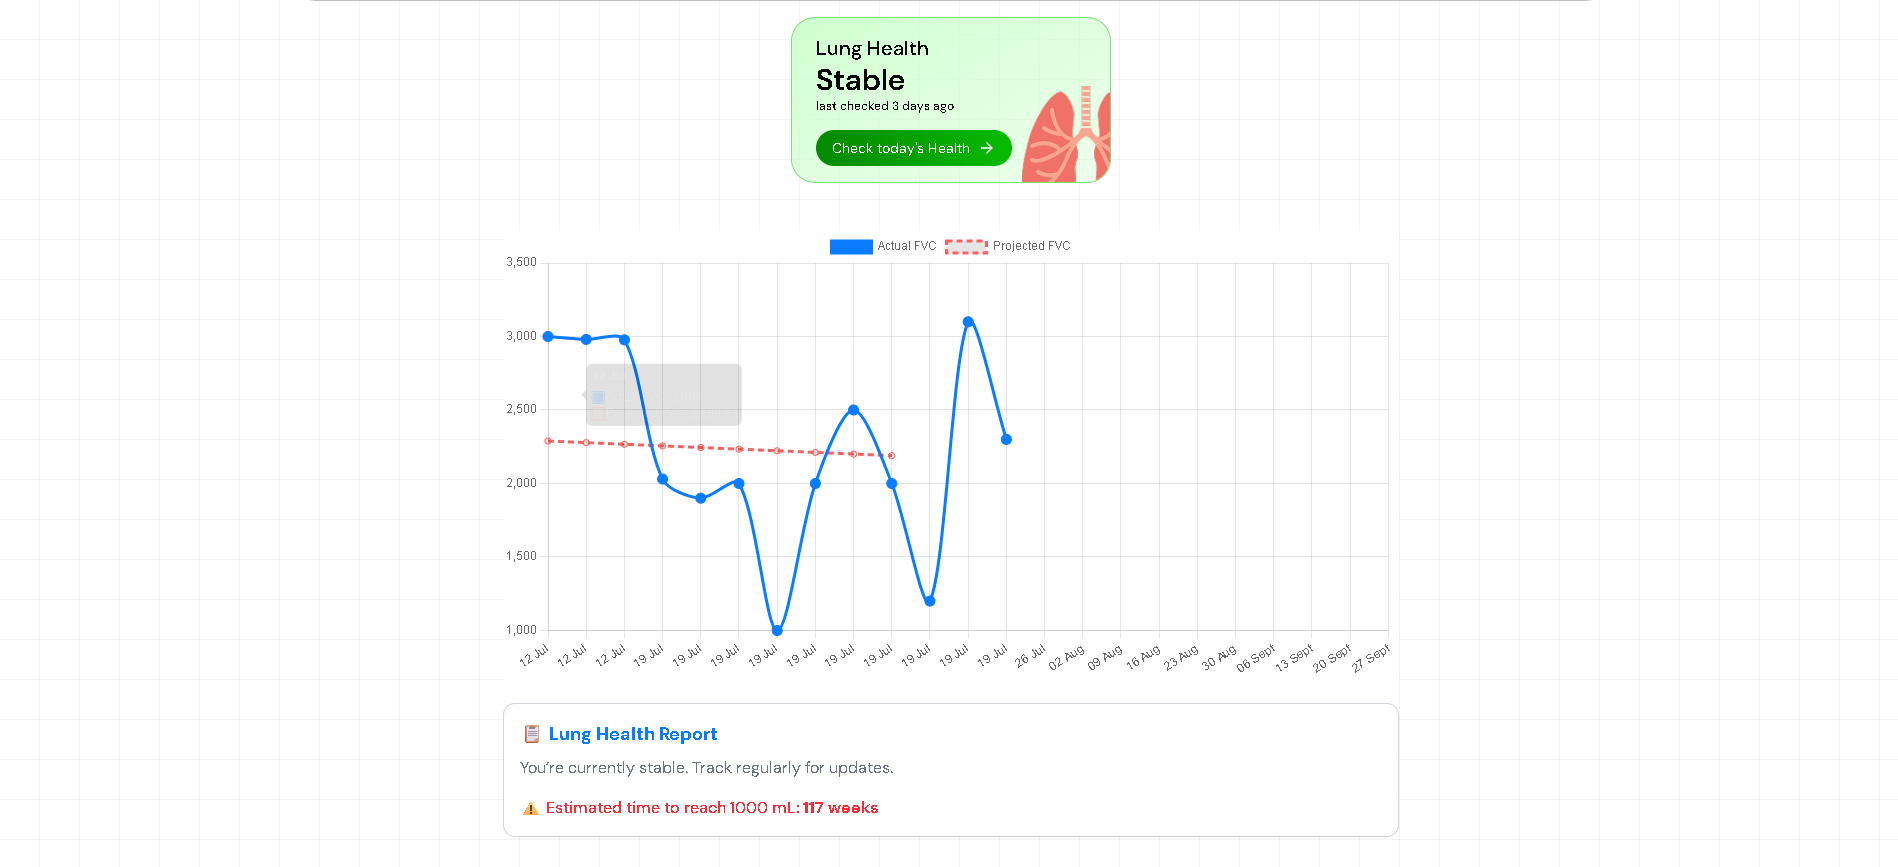 Lung Health
Stable
last checked 3 days ago
Check today's Health
Actual FVC Projected FVC
3,500
3,000
2,500
2,000
1,500
1,000
12 Jul 12 Jul 12 Jul 19 Jul 19 Jul 19 Jul 19 Jul 19 Jul 19 Jul 19 Jul 19 Jul 19 Jul 19 Jul 26 Jul 02 Aug 09 Aug 16 Aug 23 Aug 30 Aug 06 Sept 13 Sept 20 Sept 27 Sept
Lung Health Report
You're currently stable. Track regularly for updates.
Estimated time to reach 1000 mL: 117 weeks